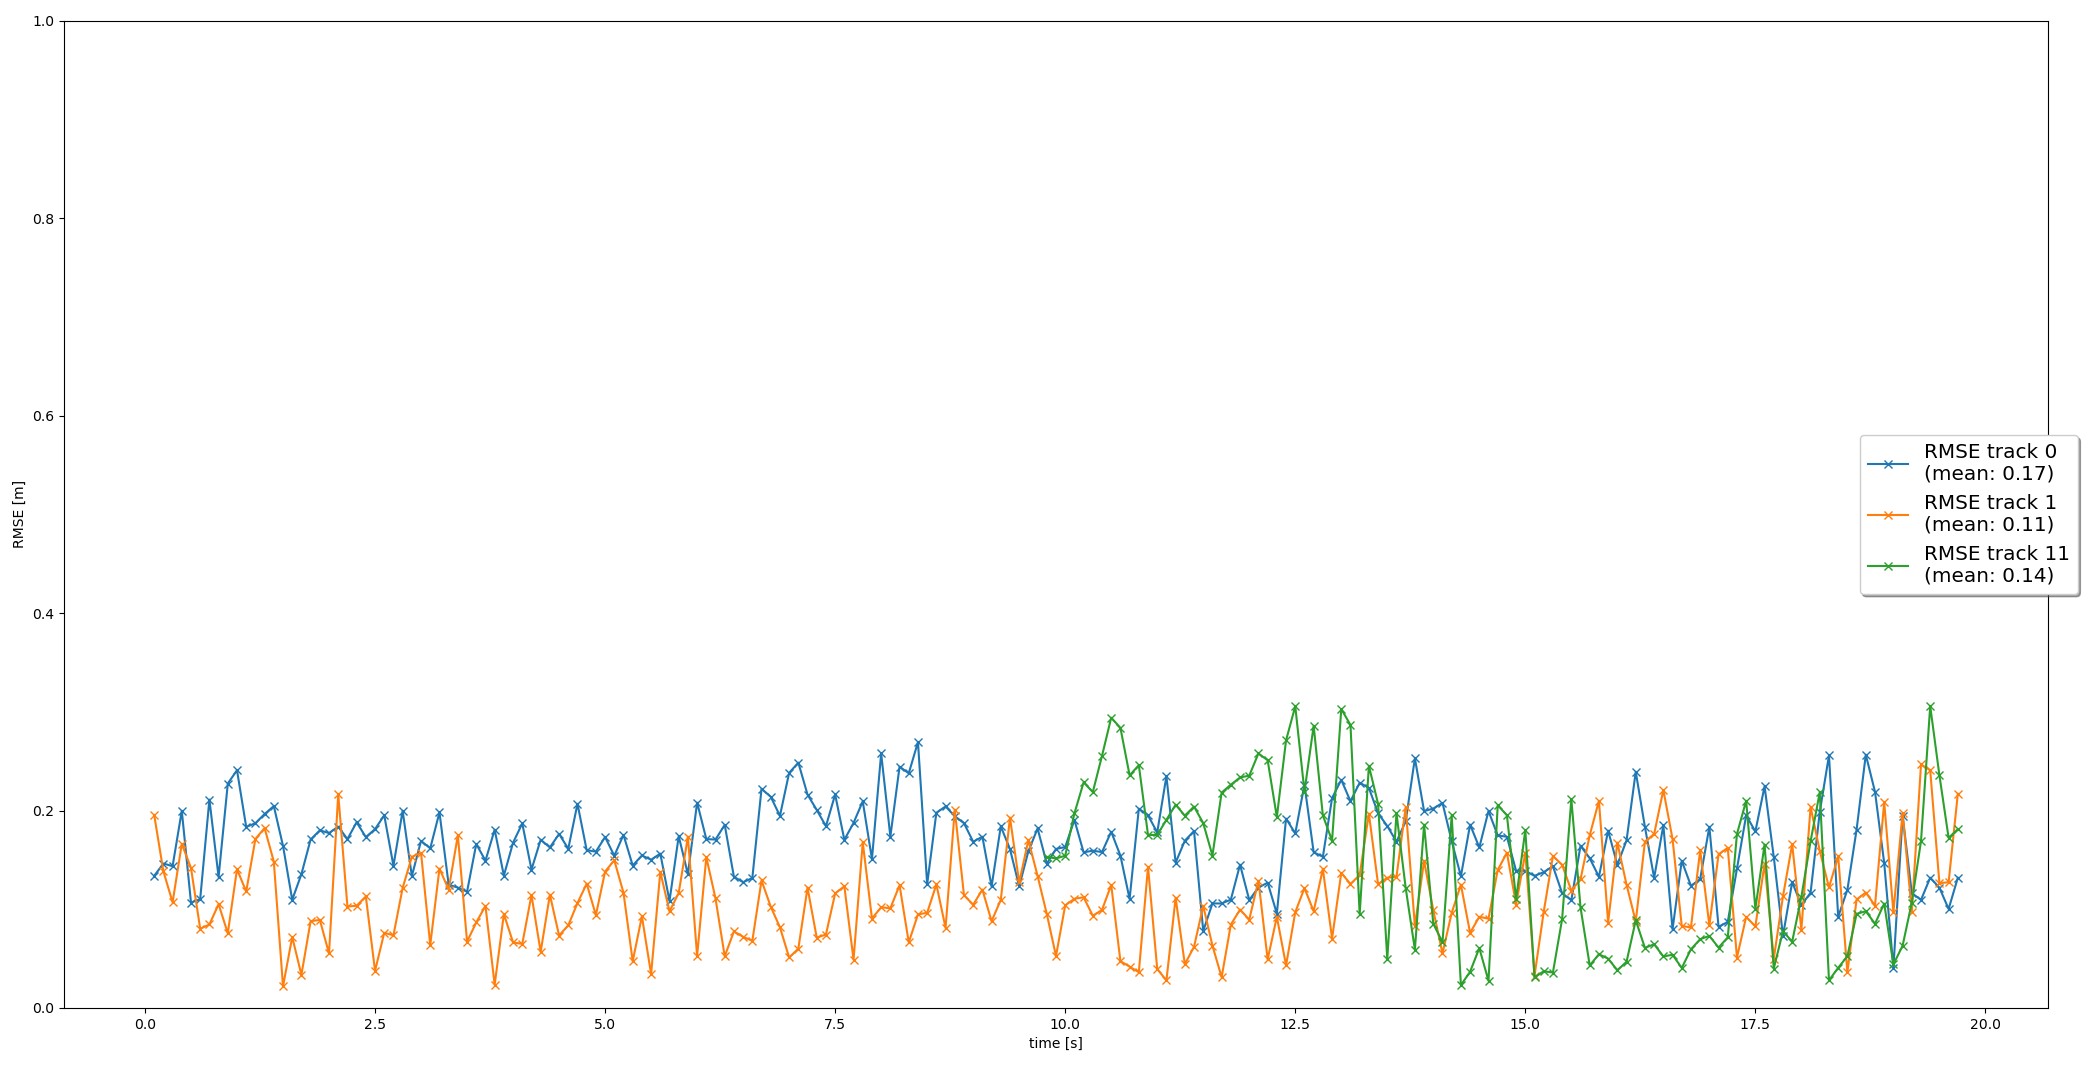 1.0
0.8
0.6
0.4
0.2
0.0
RMSE [m]
0.0 2.5 5.0 7.5 10.0 12.5 15.0 17.5 20.0
time [s]
RMSE track 0
(mean: 0.17)
RMSE track 1
(mean: 0.11)
RMSE track 11
(mean: 0.14)